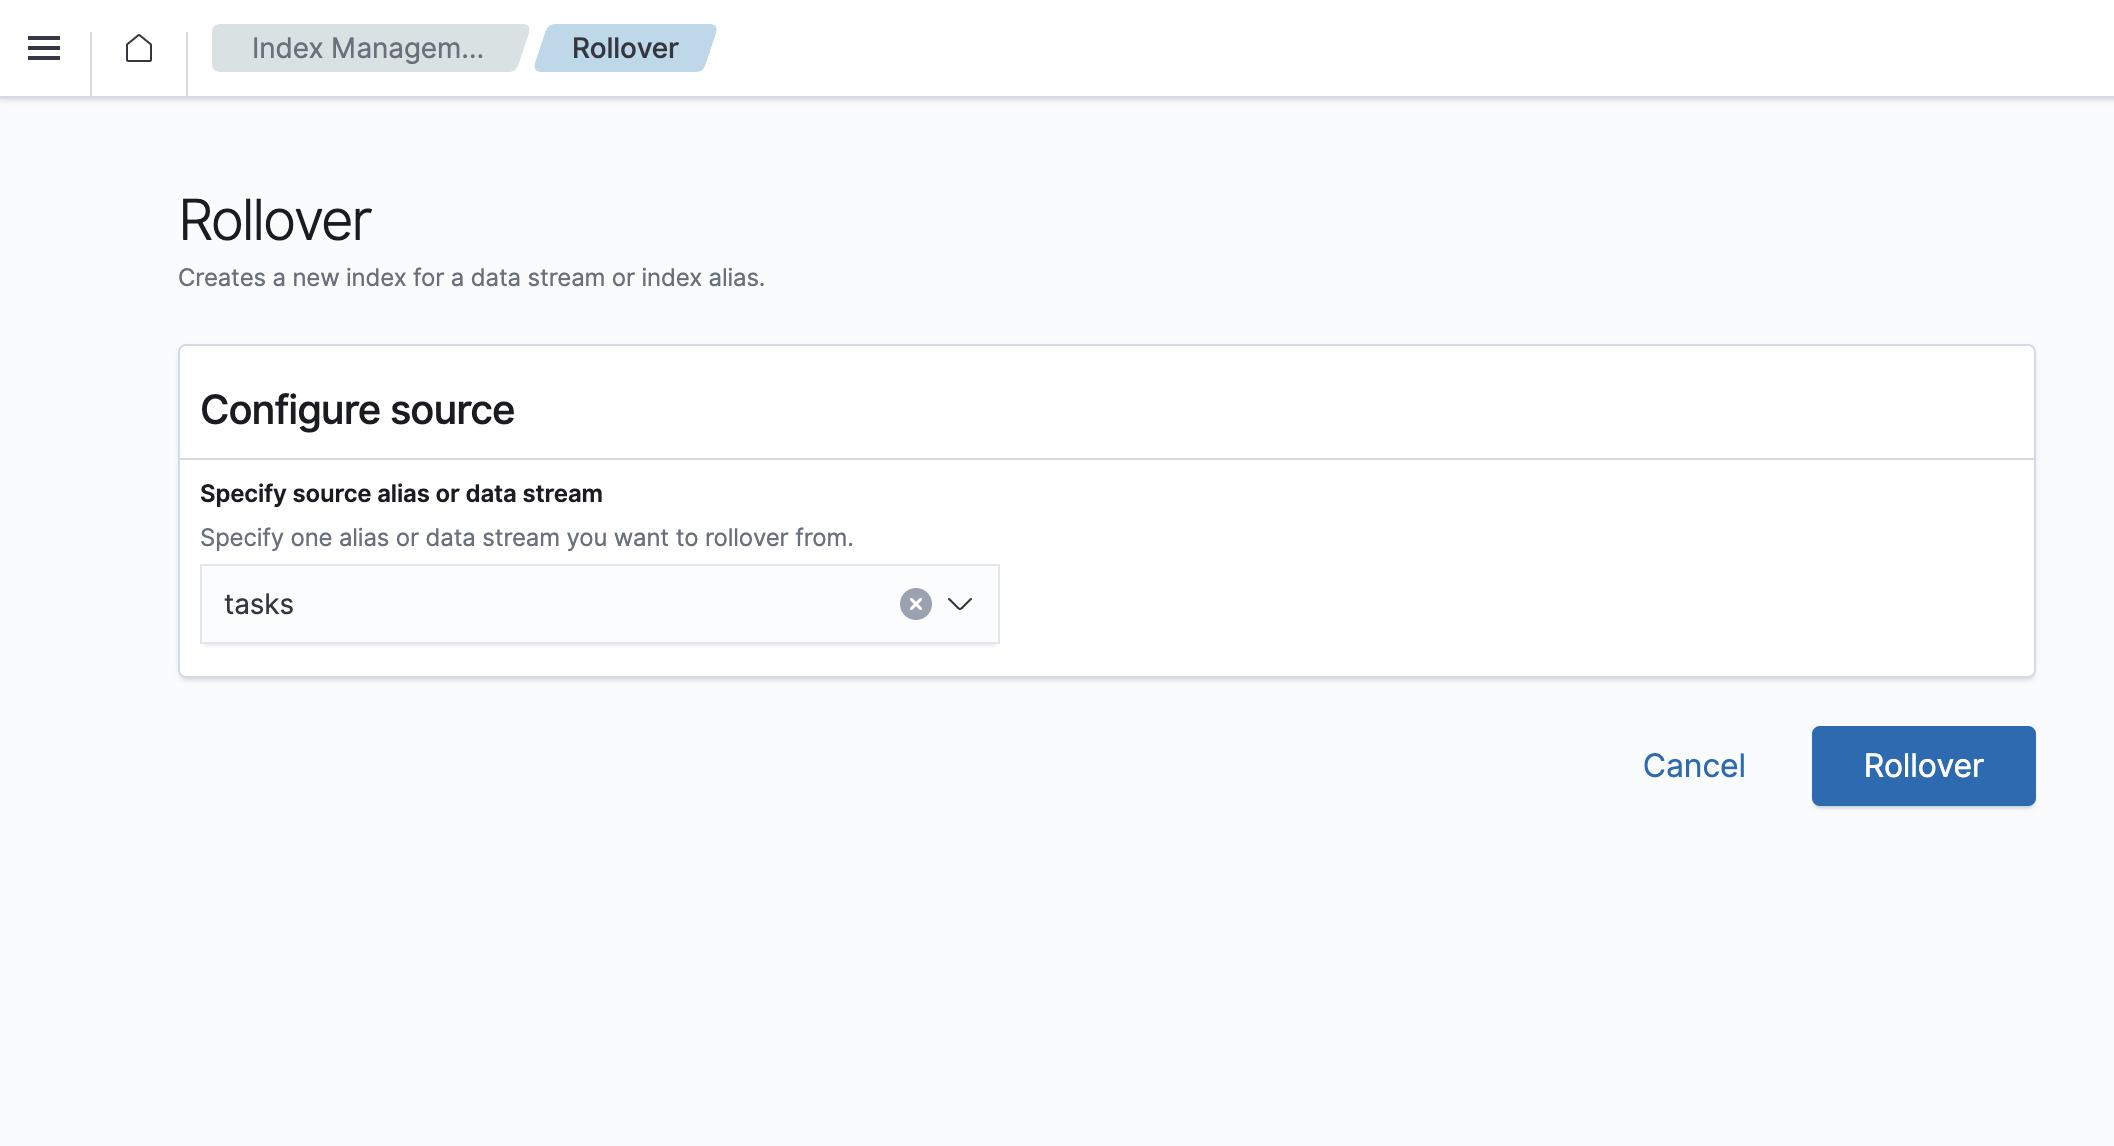 Index Managem...
Rollover
Rollover
Creates a new index for a data stream or index alias.
Configure source
Specify source alias or data stream
Specify one alias or data stream you want to rollover from.
tasks
Cancel
Rollover